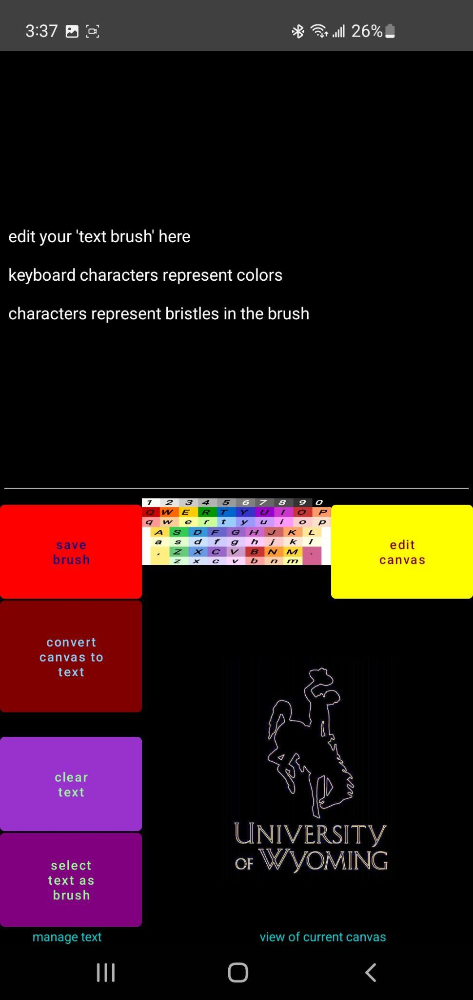 3:37
26%
edit your 'text brush' here
keyboard characters represent colors
characters represent bristles in the brush
1 2 3 4 5 6 7 8 9 0
Q W E R T Y U I O P
q w e r t y u i o p
A S D F G H J K L
a s d f g h j k l
, Z X C V B N M .
z x c v b n m
save
brush
edit
canvas
convert
canvas to
text
clear
text
select
text as
brush
UNIVERSITY
OF WYOMING
manage text
view of current canvas